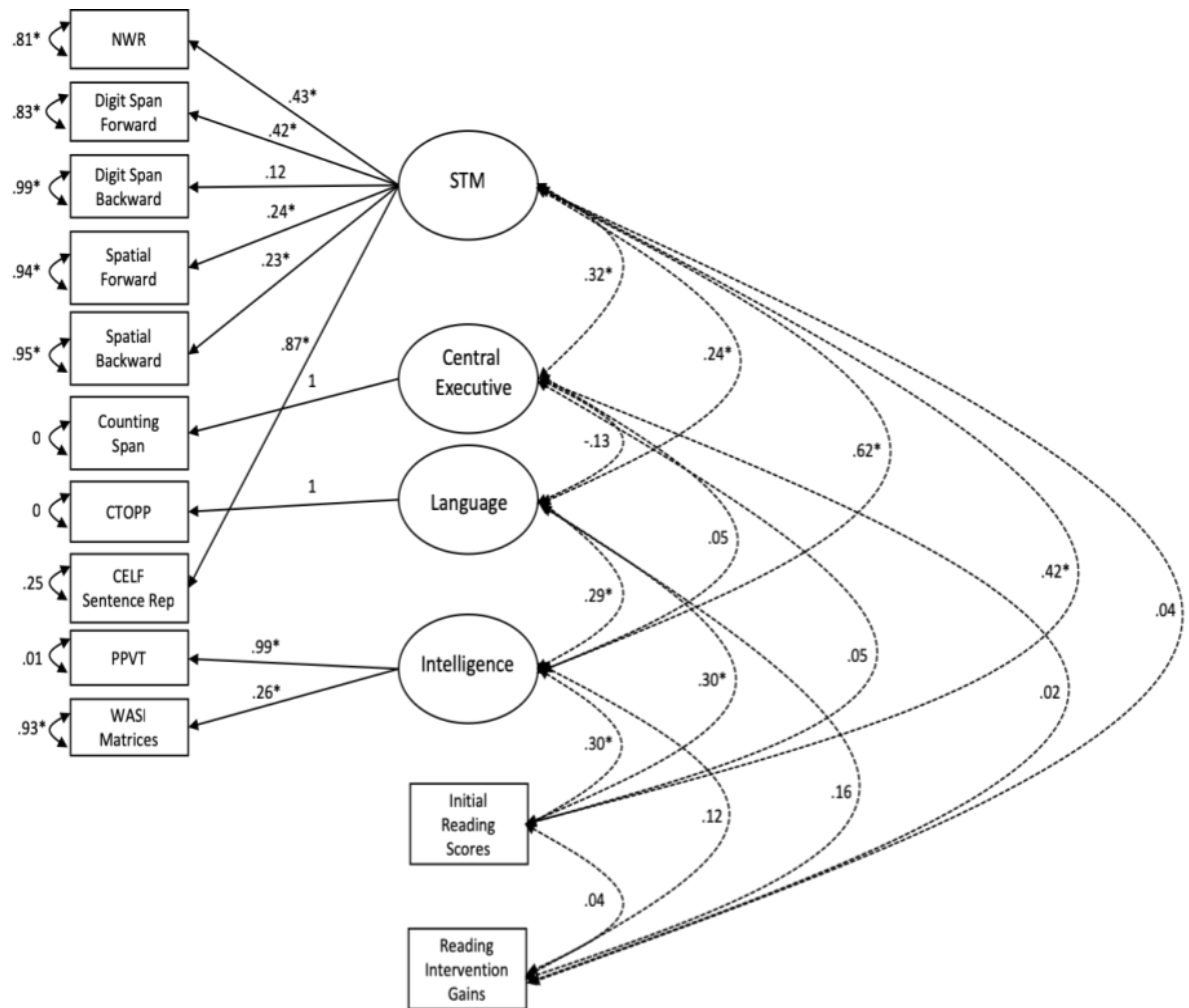 NWR
.81*
Digit Span
Forward
.83*
Digit Span
Backward
.99*
Spatial
Forward
.94*
Spatial
Backward
.95*
Counting
Span
0
CTOPP
0
CELF
Sentence Rep
.25
PPVT
.01
WASI
Matrices
.93*
.43*
.42*
.12
.24*
.23*
.87*
1
1
.99*
.26*
STM
Central
Executive
Language
Intelligence
Initial
Reading
Scores
Reading
Intervention
Gains
.32*
.24*
-.13
.62*
.05
.29*
.42*
.04
.05
.30*
.02
.30*
.16
.12
.04